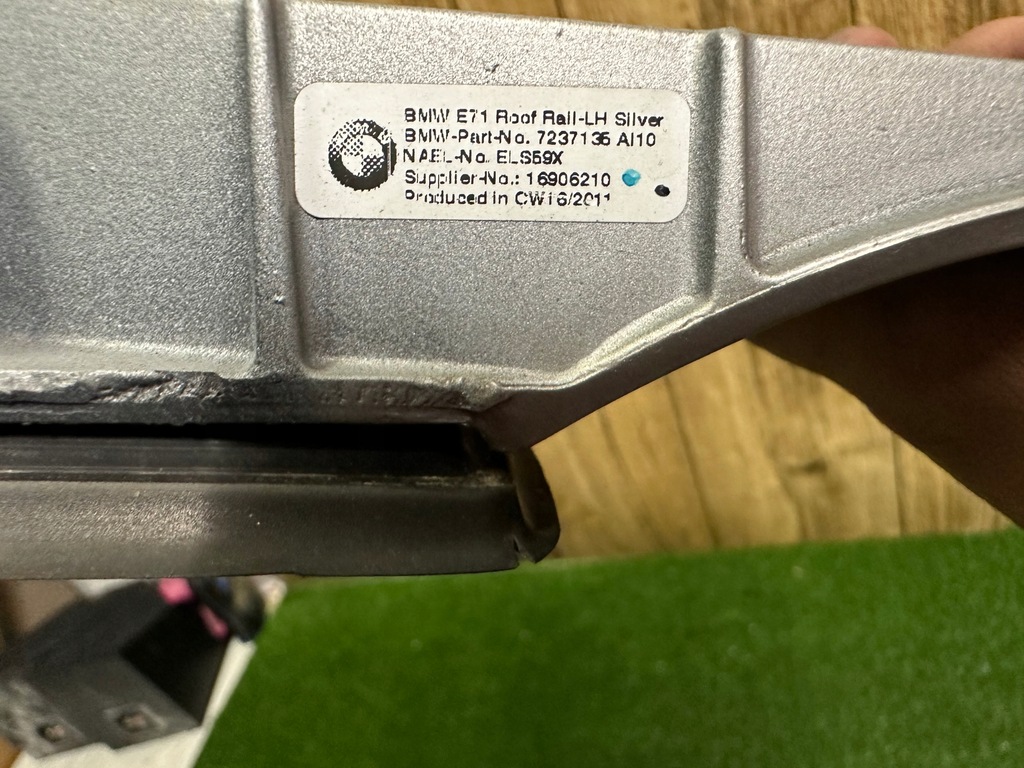 BMW E71 Roof Rail-LH Silver
BMW-Part-No. 7237135 AI10
NAEL-No. ELS59X
Supplier-No.: 16906210
Produced in CW16/2011